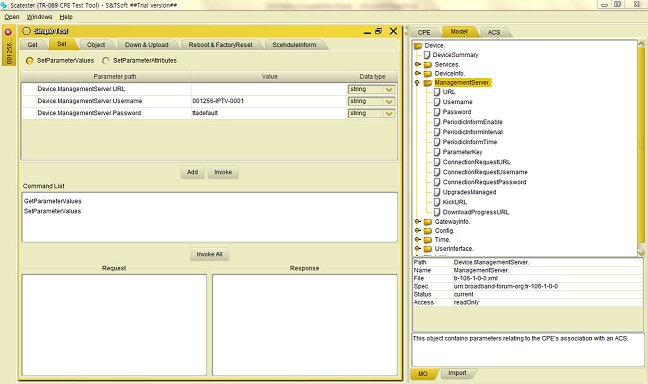 Scatester (TR-069 CPE Test Tool) - S&TSoft ##Trial version##
Open Windows Help
001256...
Simple Test
Get Set Object Down & Upload Reboot & FactoryReset ScehduleInform
SetParameterValues SetParameterAttributes
Parameter path Value Data type
Device.ManagementServer.URL string
Device.ManagementServer.Username 001256-IPTV-0001 string
Device.ManagementServer.Password ttadefault string
Add Invoke
Command List
GetParameterValues
SetParameterValues
Invoke All
Request Response
CPE Model ACS
Device.
DeviceSummary
Services.
DeviceInfo.
ManagementServer.
URL
Username
Password
PeriodicInformEnable
PeriodicInformInterval
PeriodicInformTime
ParameterKey
ConnectionRequestURL
ConnectionRequestUsername
ConnectionRequestPassword
UpgradesManaged
KickURL
DownloadProgressURL
GatewayInfo.
Config.
Time.
UserInterface.
Path Device.ManagementServer.
Name ManagementServer.
File tr-106-1-0-0.xml
Spec urn:broadband-forum-org:tr-106-1-0-0
Status current
Access readOnly
This object contains parameters relating to the CPE's association with an ACS.
MO Import